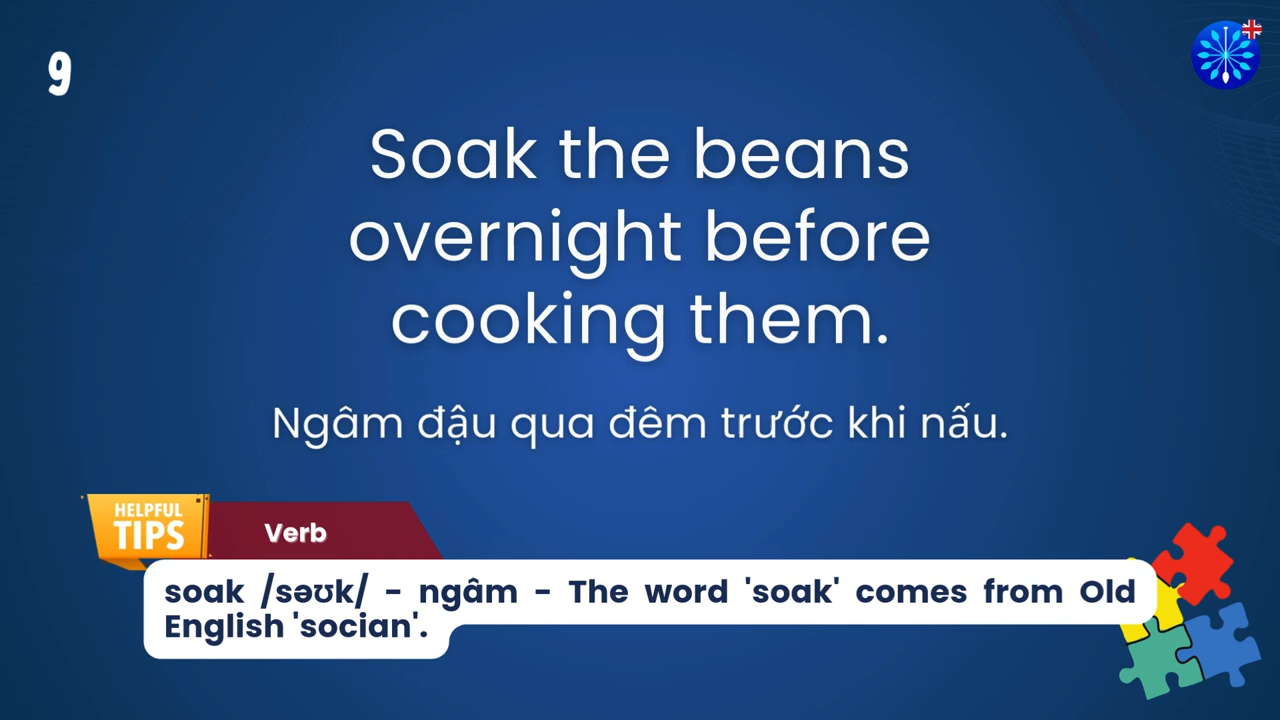 9
Soak the beans
overnight before
cooking them.
Ngâm đậu qua đêm trước khi nấu.
HELPFUL
TIPS
Verb
soak /səʊk/ - ngâm - The word 'soak' comes from Old
English 'socian'.